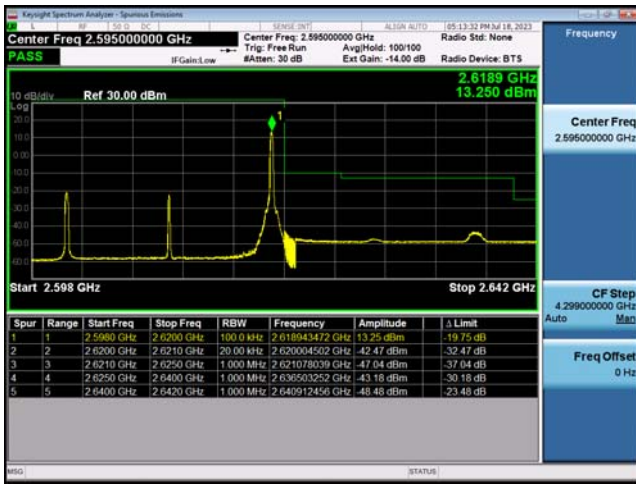 Keysight Spectrum Analyzer - Spurious Emissions
L RF 50 Ω DC SENSE:INT ALIGN AUTO 05:13:32 PM Jul 18, 2023
Center Freq 2.595000000 GHz Center Freq: 2.595000000 GHz Radio Std: None
PASS Trig: Free Run Avg|Hold: 100/100
IFGain:Low #Atten: 30 dB Ext Gain: -14.00 dB Radio Device: BTS
2.6189 GHz
10 dB/div Ref 30.00 dBm 13.250 dBm
Log
20.0
10.0
0.00
10.0
20.0
30.0
40.0
50.0
60.0
1
Start 2.598 GHz Stop 2.642 GHz
Spur Range Start Freq Stop Freq RBW Frequency Amplitude Δ Limit
1 1 2.5980 GHz 2.6200 GHz 100.0 kHz 2.618943472 GHz 13.25 dBm -19.75 dB
2 2 2.6200 GHz 2.6210 GHz 20.00 kHz 2.620004502 GHz -42.47 dBm -32.47 dB
3 3 2.6210 GHz 2.6250 GHz 1.000 MHz 2.621078039 GHz -47.04 dBm -37.04 dB
4 4 2.6250 GHz 2.6400 GHz 1.000 MHz 2.636503252 GHz -43.18 dBm -30.18 dB
5 5 2.6400 GHz 2.6420 GHz 1.000 MHz 2.640912456 GHz -48.48 dBm -23.48 dB
MSG STATUS
Frequency
Center Freq
2.595000000 GHz
CF Step
4.299000000 GHz
Auto Man
Freq Offset
0 Hz